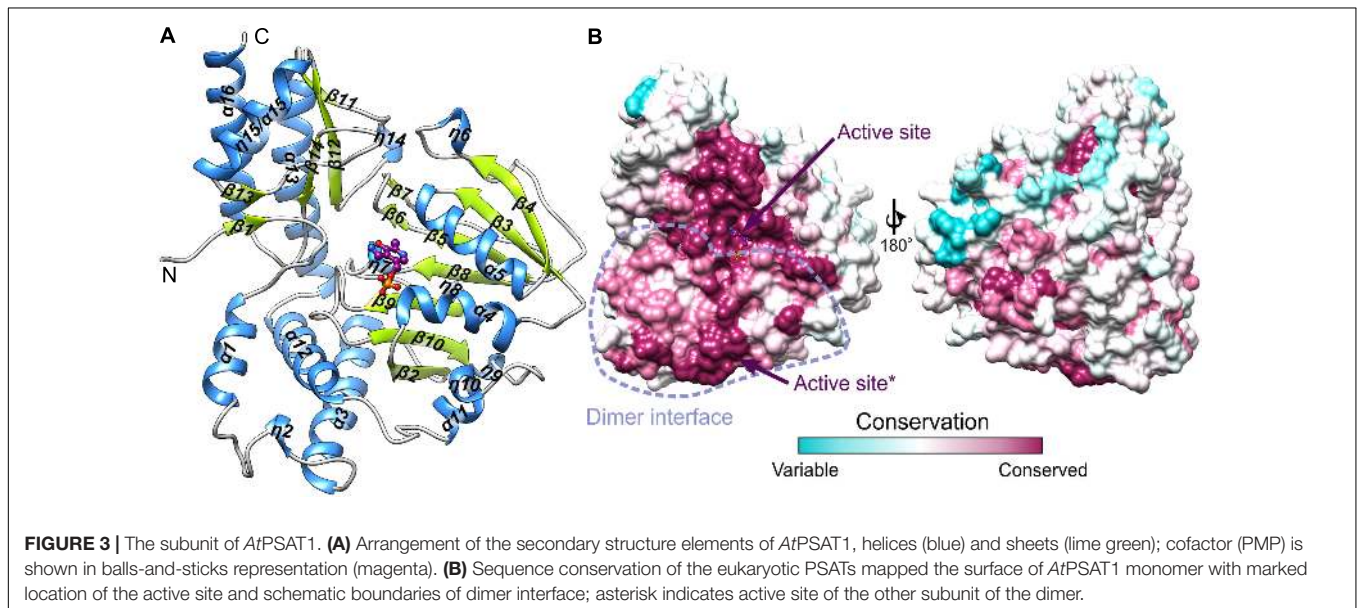 A
C
α16
η15/α15
β11
η14
η6
α13
β14
β12
β13
β1
β7
β6
β5
β3
β4
N
η7
β8
α5
η8
β9
α4
β10
β2
η9
η10
α11
α1
α12
α3
η2
B
Active site
180°
Active site*
Dimer interface
Conservation
Variable Conserved
FIGURE 3 | The subunit of AtPSAT1. (A) Arrangement of the secondary structure elements of AtPSAT1, helices (blue) and sheets (lime green); cofactor (PMP) is
shown in balls-and-sticks representation (magenta). (B) Sequence conservation of the eukaryotic PSATs mapped the surface of AtPSAT1 monomer with marked
location of the active site and schematic boundaries of dimer interface; asterisk indicates active site of the other subunit of the dimer.